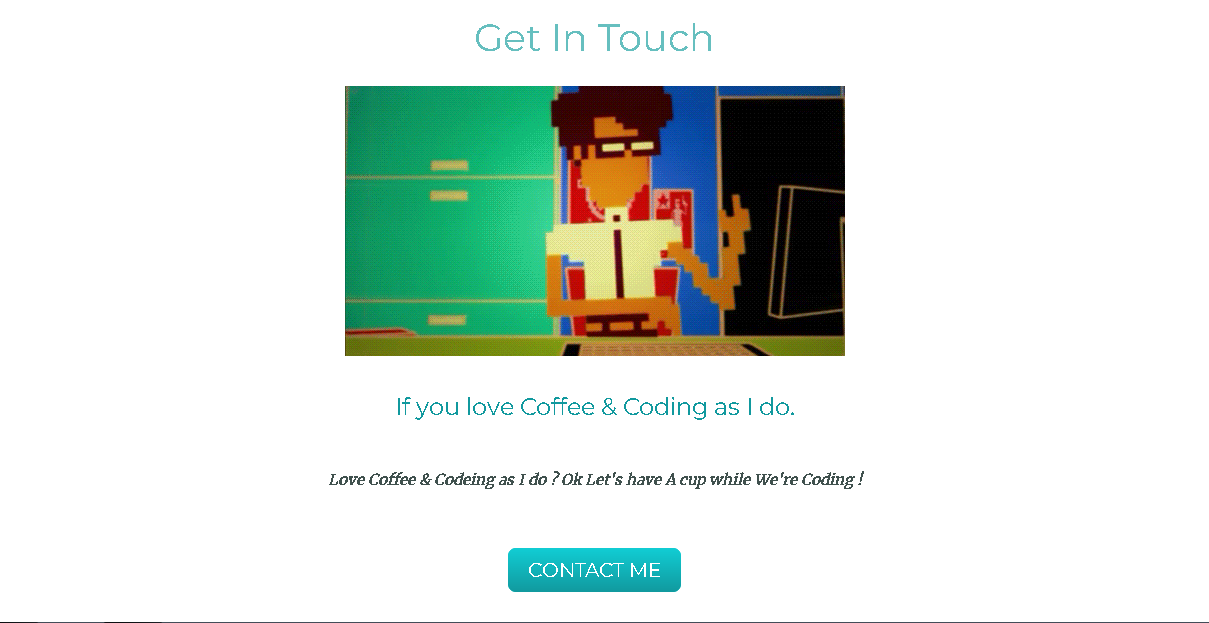 Get In Touch
If you love Coffee & Coding as I do.
Love Coffee & Codeing as I do ? Ok Let's have A cup while We're Coding !
CONTACT ME